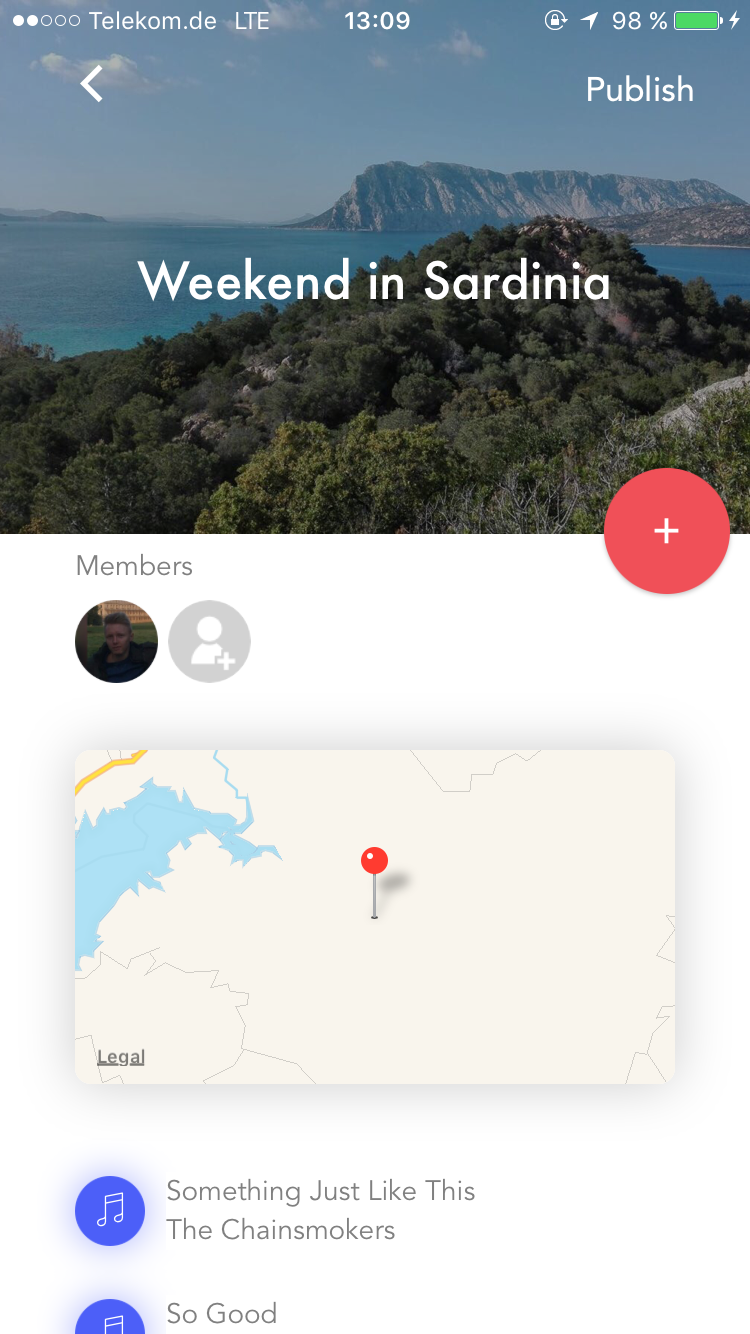 Telekom.de LTE 13:09 98 %
Publish
Weekend in Sardinia
+
Members
Legal
Something Just Like This
The Chainsmokers
So Good